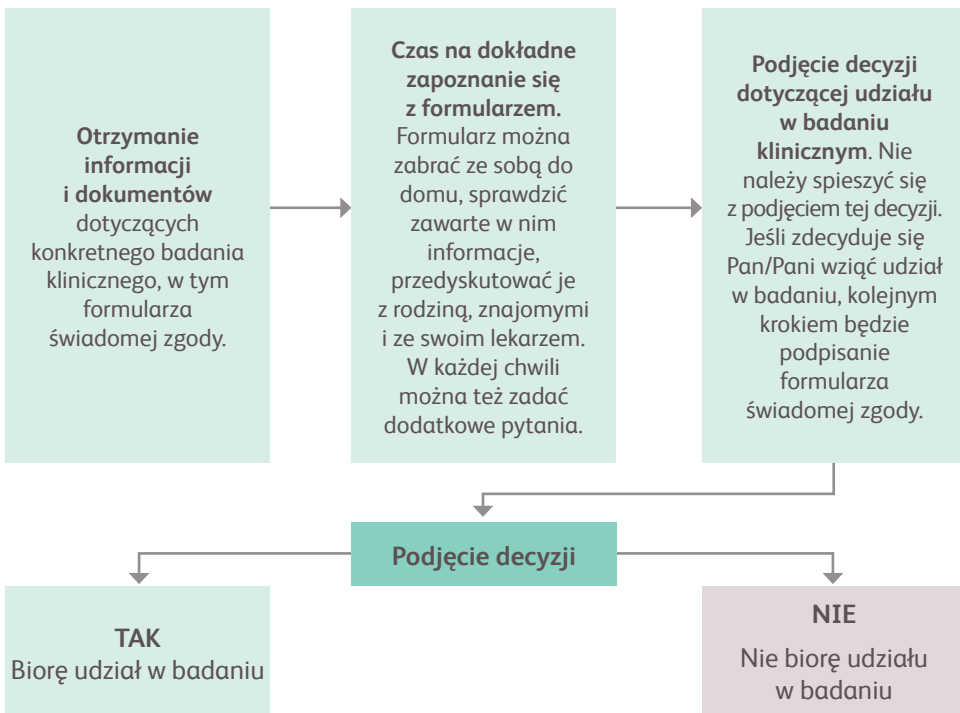 Otrzymanie
informacji
i dokumentów
dotyczących
konkretnego badania
klinicznego, w tym
formularza
świadomej zgody.
Czas na dokładne
zapoznanie się
z formularzem.
Formularz można
zabrać ze sobą do
domu, sprawdzić
zawarte w nim
informacje,
przedyskutować je
z rodziną, znajomymi
i ze swoim lekarzem.
W każdej chwili
można też zadać
dodatkowe pytania.
Podjęcie decyzji
dotyczącej udziału
w badaniu
klinicznym. Nie
należy spieszyć się
z podjęciem tej decyzji.
Jeśli zdecyduje się
Pan/Pani wziąć udział
w badaniu, kolejnym
krokiem będzie
podpisanie
formularza
świadomej zgody.
Podjęcie decyzji
TAK
Biorę udział w badaniu
NIE
Nie biorę udziału
w badaniu